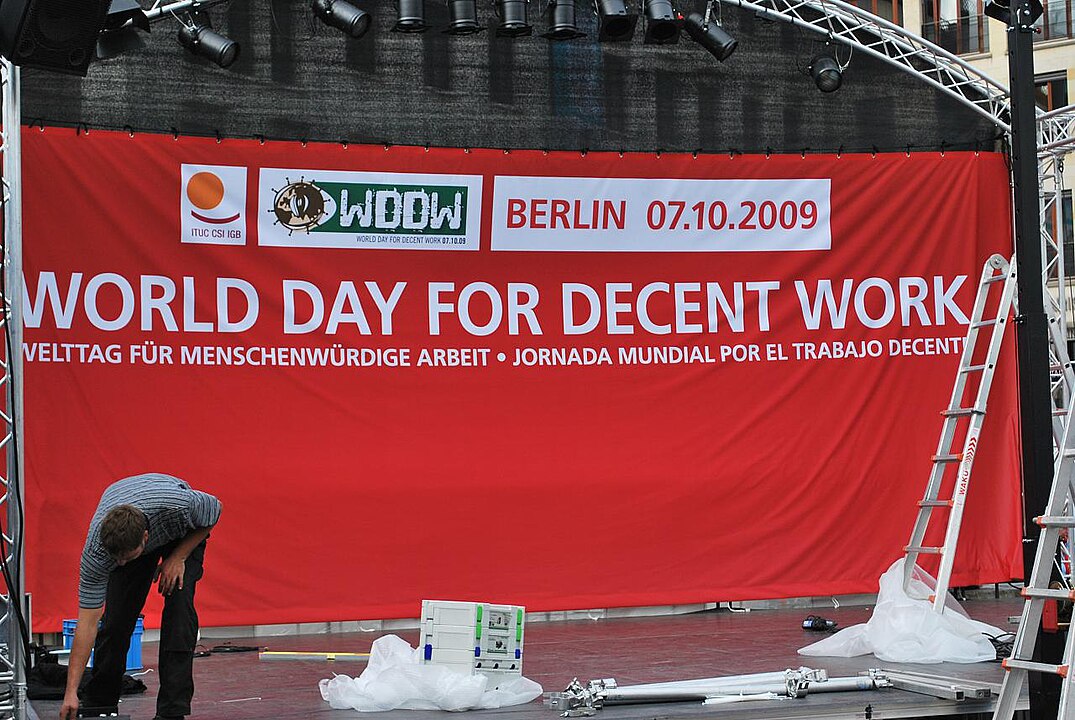 ITUC CSI IGB
WDDW
WORLD DAY FOR DECENT WORK 07.10.09
BERLIN 07.10.2009
WORLD DAY FOR DECENT WORK
WELTTAG FÜR MENSCHENWÜRDIGE ARBEIT • JORNADA MUNDIAL POR EL TRABAJO DECENTE
WAKÜ